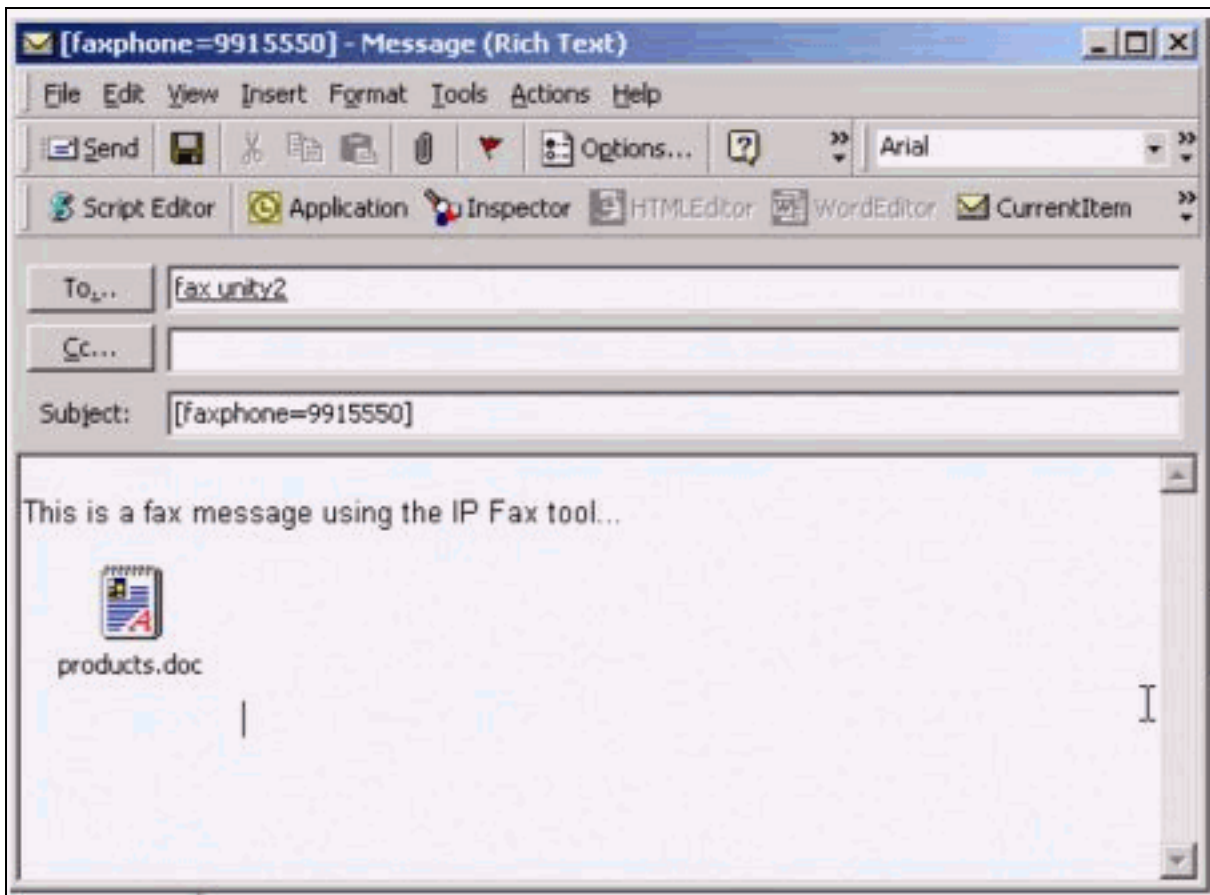 [faxphone=9915550] - Message (Rich Text)
File Edit View Insert Format Tools Actions Help
Send Options... Arial
Script Editor Application Inspector HTMLEditor WordEditor CurrentItem
To... fax unity2
Cc...
Subject: [faxphone=9915550]
This is a fax message using the IP Fax tool...
products.doc